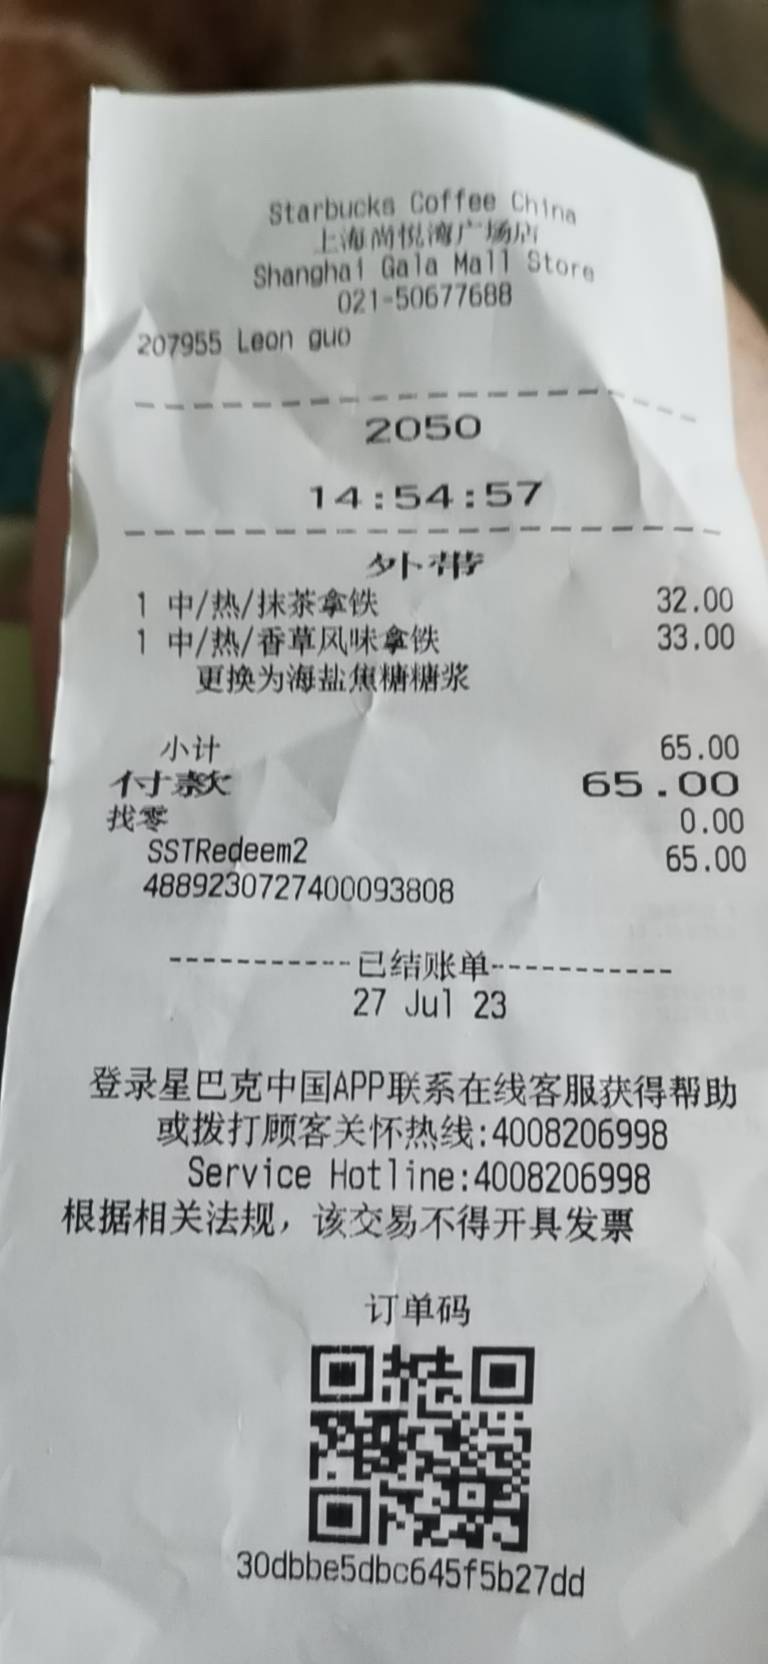 Starbucks Coffee China
上海尚悦湾广场店
Shanghai Gala Mall Store
021-50677688
207955 Leon guo
2050
14:54:57
外带
1 中/热/抹茶拿铁 32.00
1 中/热/香草风味拿铁 33.00
更换为海盐焦糖糖浆
小计 65.00
付款 65.00
找零 0.00
SSTRedeem2 65.00
4889230727400093808
-----------已结账单-----------
27 Jul 23
登录星巴克中国APP联系在线客服获得帮助
或拨打顾客关怀热线:4008206998
Service Hotline:4008206998
根据相关法规，该交易不得开具发票
订单码
30dbbe5dbc645f5b27dd